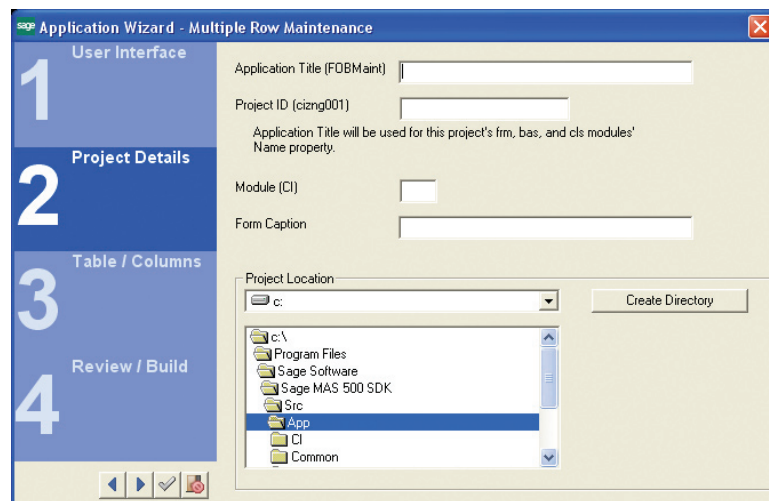 sage Application Wizard - Multiple Row Maintenance
1 User Interface
2 Project Details
3 Table / Columns
4 Review / Build
Application Title (FOBMaint)
Project ID (cizng001)
Application Title will be used for this project's frm, bas, and cls modules'
Name property.
Module (CI)
Form Caption
Project Location
c:
Create Directory
c:\
Program Files
Sage Software
Sage MAS 500 SDK
Src
App
CI
Common